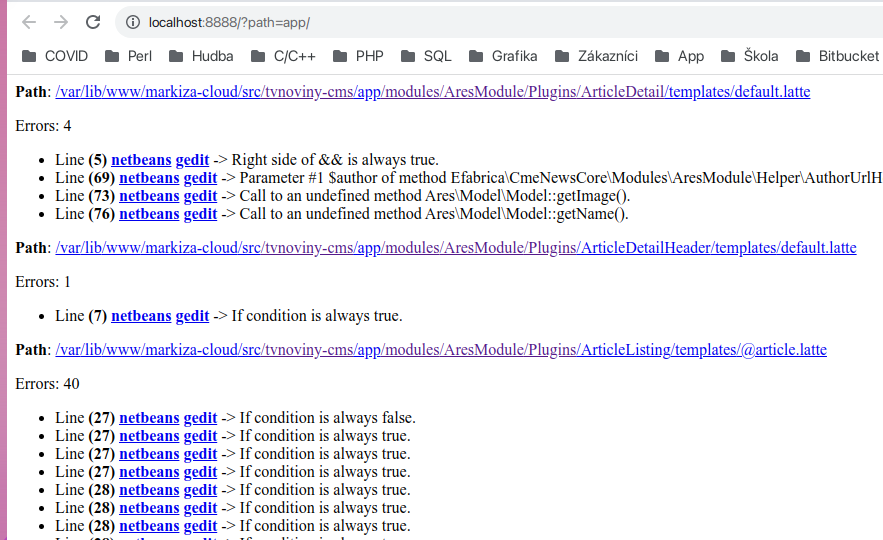 localhost:8888/?path=app/
COVID Perl Hudba C/C++ PHP SQL Grafika Zákazníci App Škola Bitbucket
Path: /var/lib/www/markiza-cloud/src/tvnoviny-cms/app/modules/AresModule/Plugins/ArticleDetail/templates/default.latte
Errors: 4
• Line (5) netbeans gedit -> Right side of && is always true.
• Line (69) netbeans gedit -> Parameter #1 $author of method Efabrica\CmeNewsCore\Modules\AresModule\Helper\AuthorUrlH
• Line (73) netbeans gedit -> Call to an undefined method Ares\Model\Model::getImage().
• Line (76) netbeans gedit -> Call to an undefined method Ares\Model\Model::getName().
Path: /var/lib/www/markiza-cloud/src/tvnoviny-cms/app/modules/AresModule/Plugins/ArticleDetailHeader/templates/default.latte
Errors: 1
• Line (7) netbeans gedit -> If condition is always true.
Path: /var/lib/www/markiza-cloud/src/tvnoviny-cms/app/modules/AresModule/Plugins/ArticleListing/templates/@article.latte
Errors: 40
• Line (27) netbeans gedit -> If condition is always false.
• Line (27) netbeans gedit -> If condition is always true.
• Line (27) netbeans gedit -> If condition is always true.
• Line (27) netbeans gedit -> If condition is always true.
• Line (28) netbeans gedit -> If condition is always true.
• Line (28) netbeans gedit -> If condition is always true.
• Line (28) netbeans gedit -> If condition is always true.